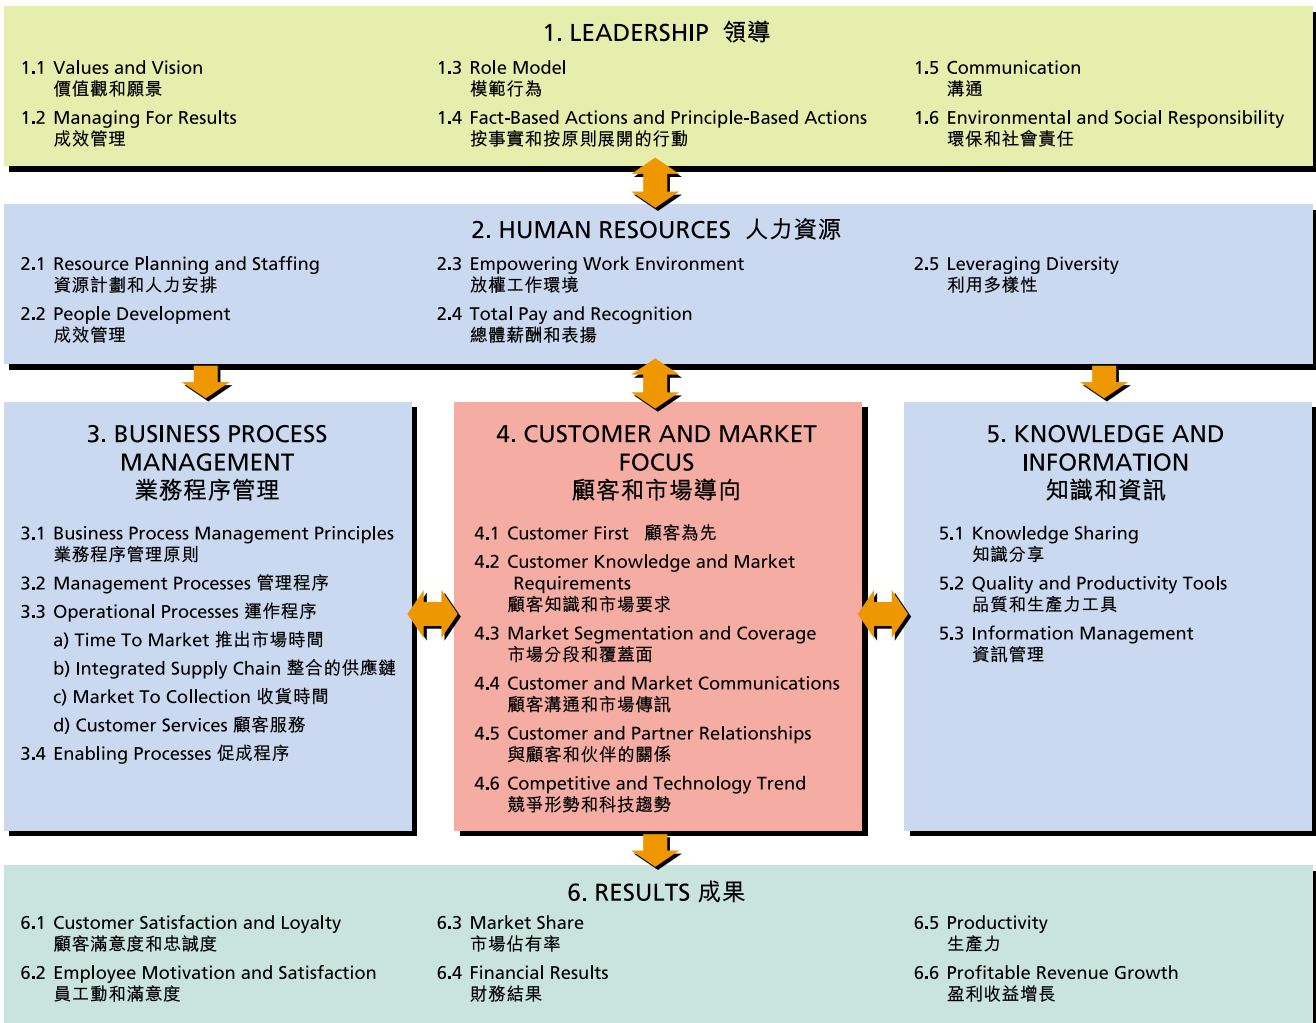 1. LEADERSHIP 領導
1.1 Values and Vision
價值觀和願景
1.2 Managing For Results
成效管理
1.3 Role Model
模範行為
1.4 Fact-Based Actions and Principle-Based Actions
按事實和按原則展開的行動
1.5 Communication
溝通
1.6 Environmental and Social Responsibility
環保和社會責任
2. HUMAN RESOURCES 人力資源
2.1 Resource Planning and Staffing
資源計劃和人力安排
2.2 People Development
成效管理
2.3 Empowering Work Environment
放權工作環境
2.4 Total Pay and Recognition
總體薪酬和表揚
2.5 Leveraging Diversity
利用多樣性
3. BUSINESS PROCESS
MANAGEMENT
業務程序管理
3.1 Business Process Management Principles
業務程序管理原則
3.2 Management Processes 管理程序
3.3 Operational Processes 運作程序
a) Time To Market 推出市場時間
b) Integrated Supply Chain 整合的供應鏈
c) Market To Collection 收貨時間
d) Customer Services 顧客服務
3.4 Enabling Processes 促成程序
4. CUSTOMER AND MARKET
FOCUS
顧客和市場導向
4.1 Customer First 顧客為先
4.2 Customer Knowledge and Market
Requirements
顧客知識和市場要求
4.3 Market Segmentation and Coverage
市場分段和覆蓋面
4.4 Customer and Market Communications
顧客溝通和市場傳訊
4.5 Customer and Partner Relationships
與顧客和伙伴的關係
4.6 Competitive and Technology Trend
競爭形勢和科技趨勢
5. KNOWLEDGE AND
INFORMATION
知識和資訊
5.1 Knowledge Sharing
知識分享
5.2 Quality and Productivity Tools
品質和生產力工具
5.3 Information Management
資訊管理
6. RESULTS 成果
6.1 Customer Satisfaction and Loyalty
顧客滿意度和忠誠度
6.2 Employee Motivation and Satisfaction
員工動和滿意度
6.3 Market Share
市場佔有率
6.4 Financial Results
財務結果
6.5 Productivity
生產力
6.6 Profitable Revenue Growth
盈利收益增長